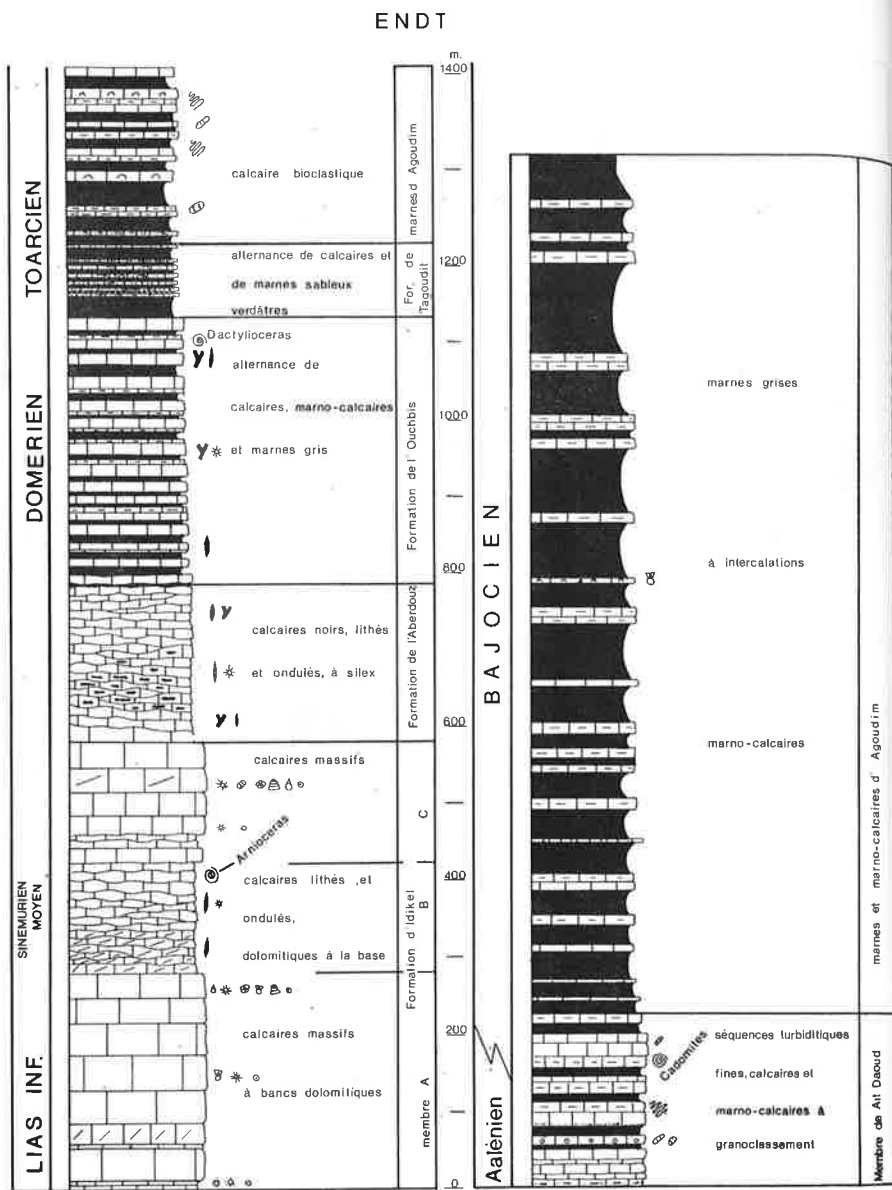 ENDT
m.
1400
1200
1000
800
600
400
200
0
TOARCIEN
DOMERIEN
SINEMURIEN
MOYEN
LIAS INF.
calcaire bioclastique
alternance de calcaires et
de marnes sableux
verdâtres
Dactylioceras
alternance de
calcaires, marno-calcaires
et marnes gris
calcaires noirs, lithés
et ondulés, à silex
calcaires massifs
Arnioceras
calcaires lithés ,et
ondulés,
dolomitiques à la base
calcaires massifs
à bancs dolomitiques
marnes d Agoudim
For. de
Tagoudit
Formation de l' Ouchbis
Formation de l'Aberdouz
Formation d'Idikel
C
B
membre A
BAJOCIEN
Aalénien
marnes grises
à intercalations
marno-calcaires
Cadomites
séquences turbiditiques
fines, calcaires et
marno-calcaires à
granoclassement
marnes et marno-calcaires d' Agoudim
Membre de Aït Daoud